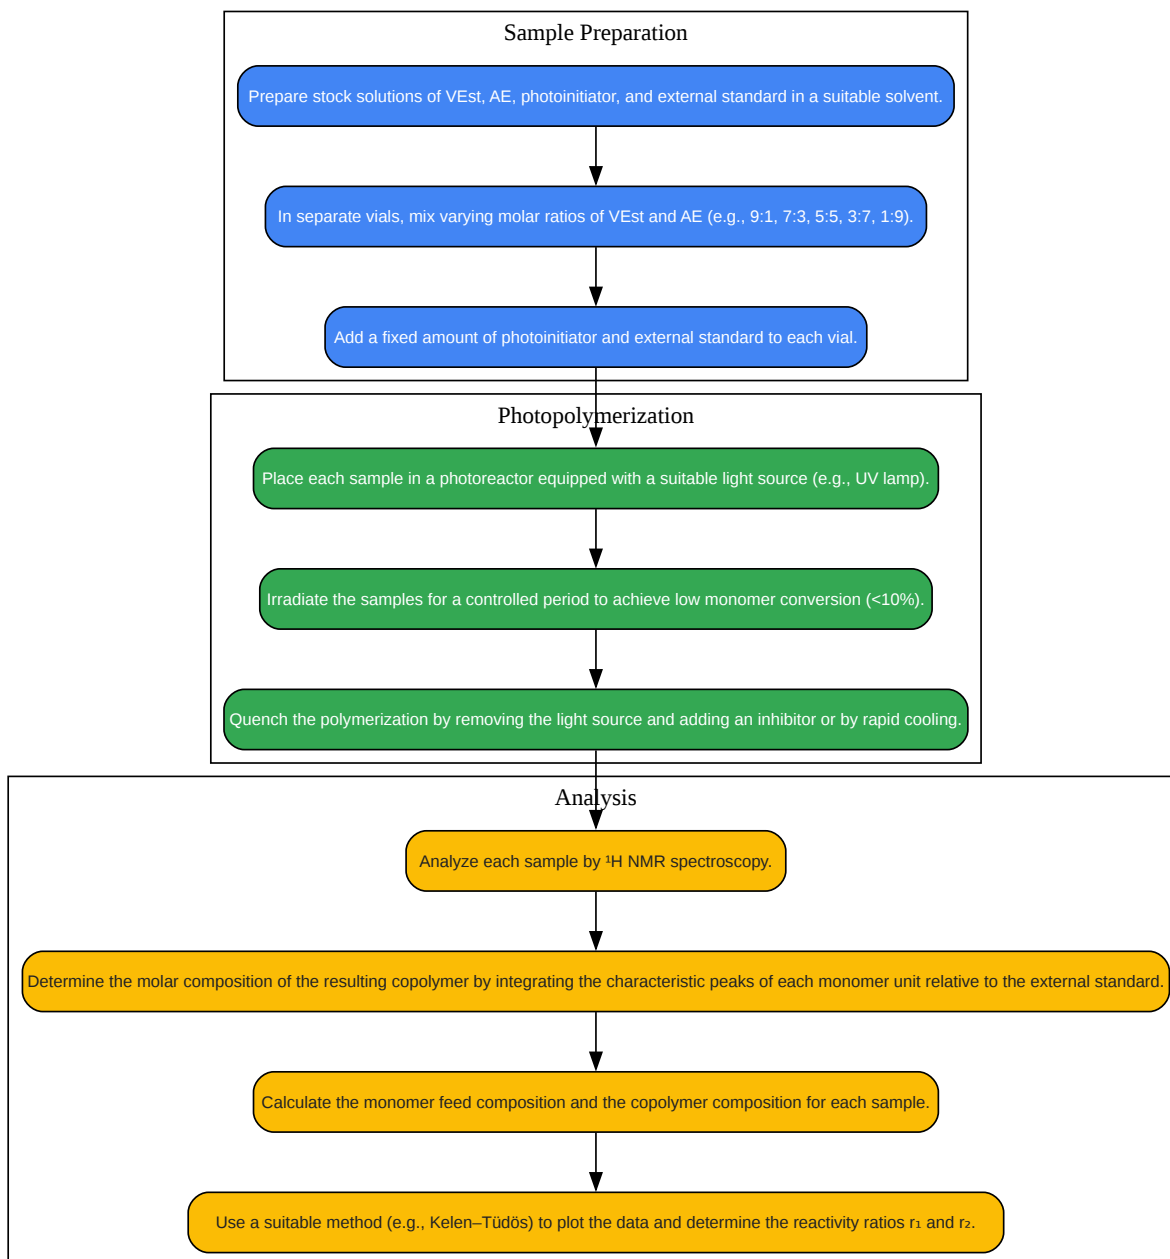 Sample Preparation
Prepare stock solutions of VEst, AE, photoinitiator, and external standard in a suitable solvent.
In separate vials, mix varying molar ratios of VEst and AE (e.g., 9:1, 7:3, 5:5, 3:7, 1:9).
Add a fixed amount of photoinitiator and external standard to each vial.
Photopolymerization
Place each sample in a photoreactor equipped with a suitable light source (e.g., UV lamp).
Irradiate the samples for a controlled period to achieve low monomer conversion (<10%).
Quench the polymerization by removing the light source and adding an inhibitor or by rapid cooling.
Analysis
Analyze each sample by ¹H NMR spectroscopy.
Determine the molar composition of the resulting copolymer by integrating the characteristic peaks of each monomer unit relative to the external standard.
Calculate the monomer feed composition and the copolymer composition for each sample.
Use a suitable method (e.g., Kelen–Tüdös) to plot the data and determine the reactivity ratios r₁ and r₂.